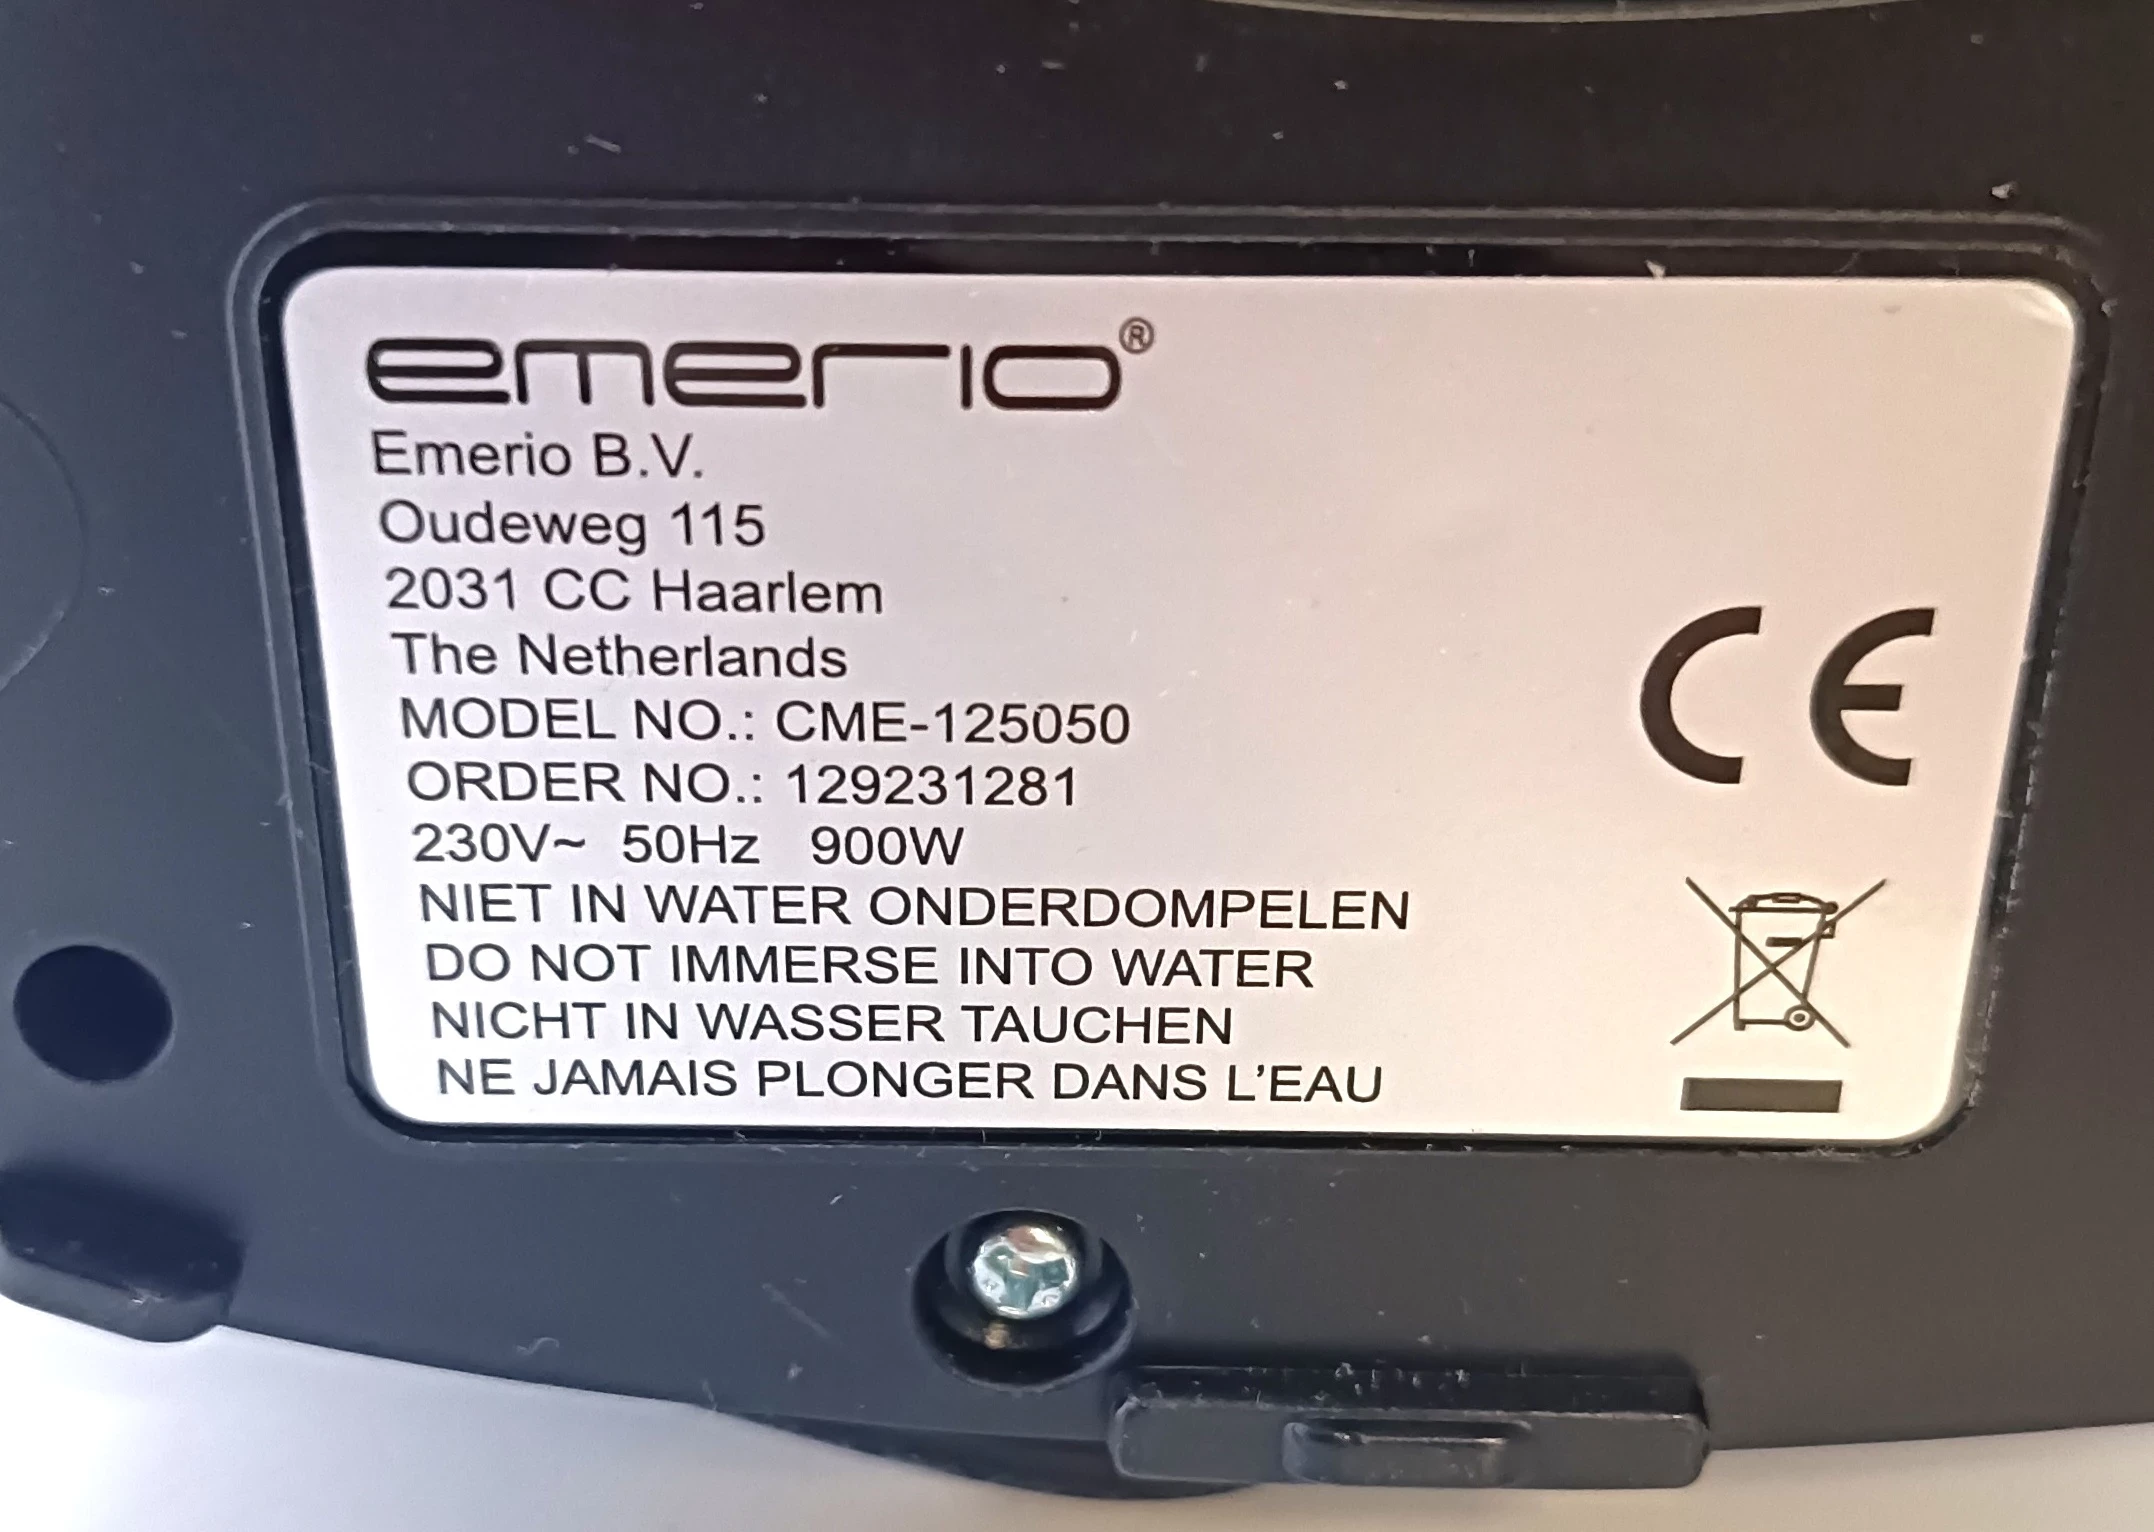 emerio®
Emerio B.V.
Oudeweg 115
2031 CC Haarlem
The Netherlands
MODEL NO.: CME-125050
ORDER NO.: 129231281
230V~ 50Hz 900W
NIET IN WATER ONDERDOMPELEN
DO NOT IMMERSE INTO WATER
NICHT IN WASSER TAUCHEN
NE JAMAIS PLONGER DANS L'EAU
CE